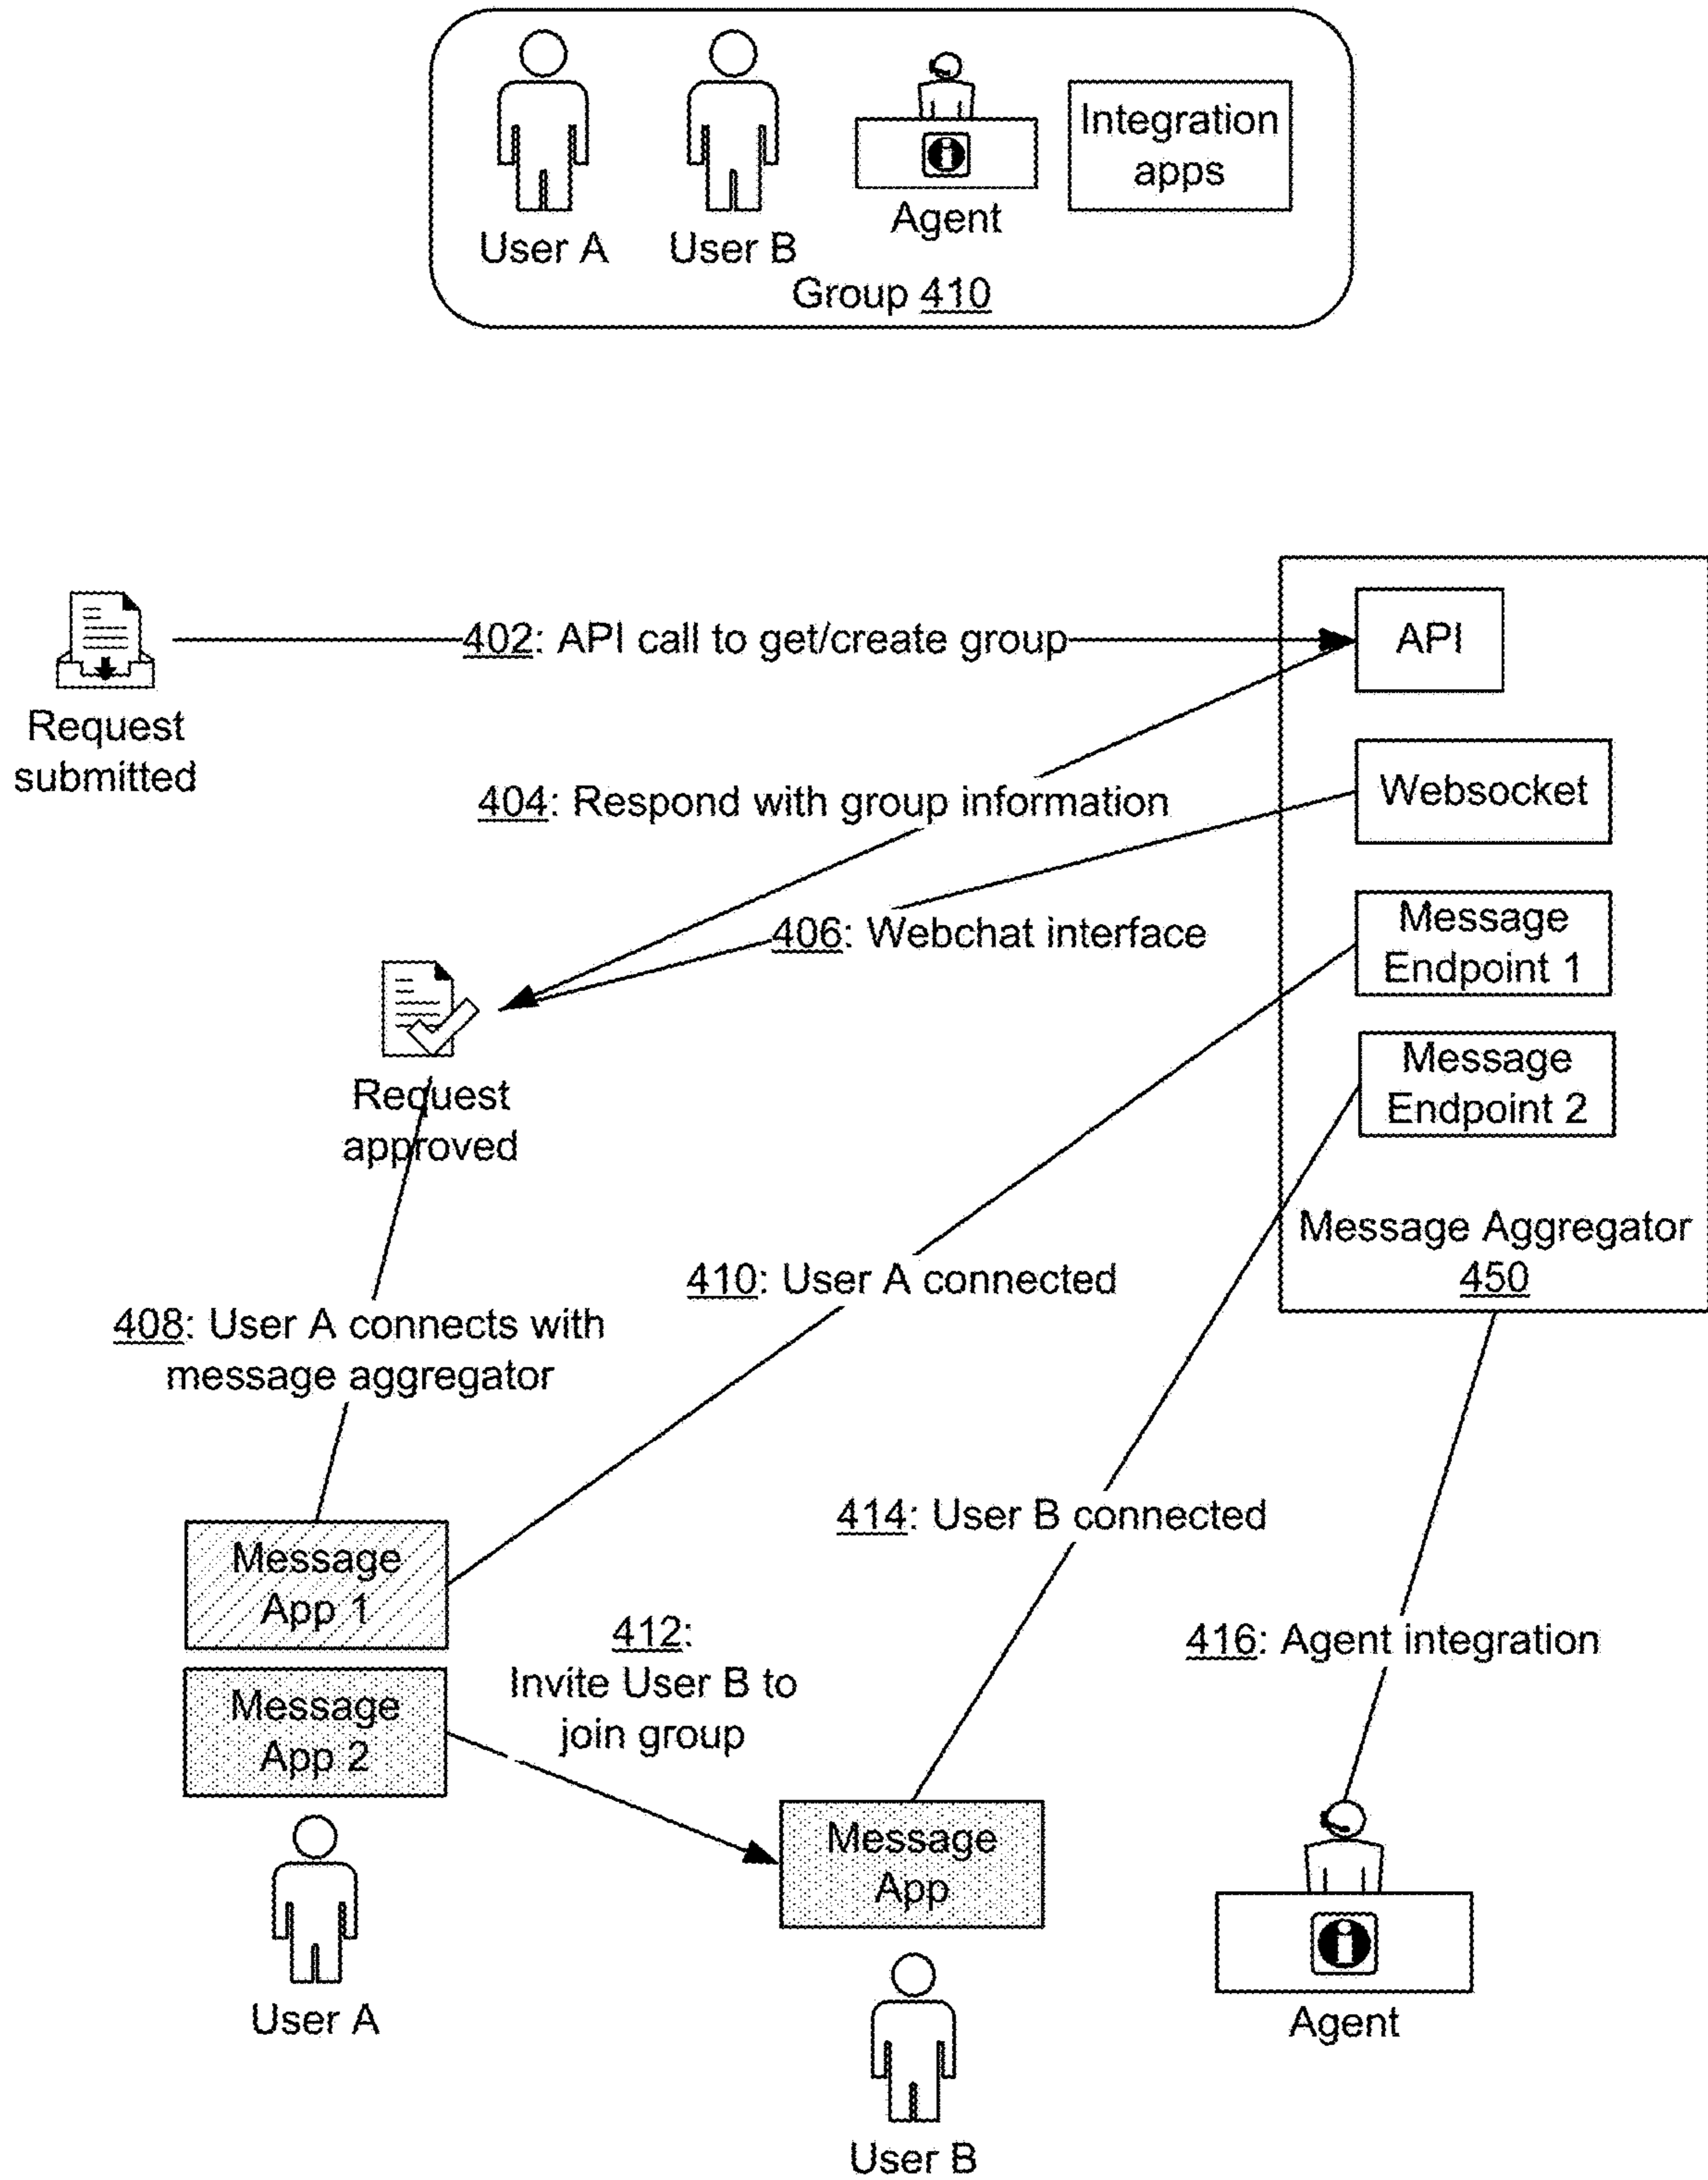 Integration
apps
Agent
User A
User B
Group 410
402: API call to get/create group
API
Request
submitted
Websocket
404: Respond with group information
Message
Endpoint 1
406: Webchat interface
Message
Endpoint 2
Request
approved
Message Aggregator
450
410: User A connected
408: User A connects with
message aggregator
414: User B connected
Message
App 1
412:
Invite User B to
join group
416: Agent integration
Message
App 2
Message
App
User A
Agent
User B